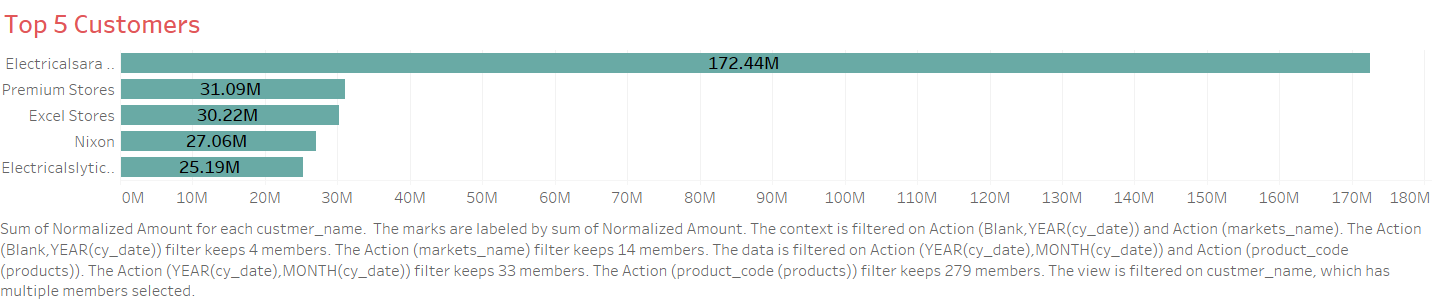 Top 5 Customers
Electricalsara ..
172.44M
Premium Stores
31.09M
Excel Stores
30.22M
Nixon
27.06M
Electricalslytic..
25.19M
0M 10M 20M 30M 40M 50M 60M 70M 80M 90M 100M 110M 120M 130M 140M 150M 160M 170M 180M
Sum of Normalized Amount for each custmer_name.  The marks are labeled by sum of Normalized Amount. The context is filtered on Action (Blank,YEAR(cy_date)) and Action (markets_name). The Action
(Blank,YEAR(cy_date)) filter keeps 4 members. The Action (markets_name) filter keeps 14 members. The data is filtered on Action (YEAR(cy_date),MONTH(cy_date)) and Action (product_code
(products)). The Action (YEAR(cy_date),MONTH(cy_date)) filter keeps 33 members. The Action (product_code (products)) filter keeps 279 members. The view is filtered on custmer_name, which has
multiple members selected.